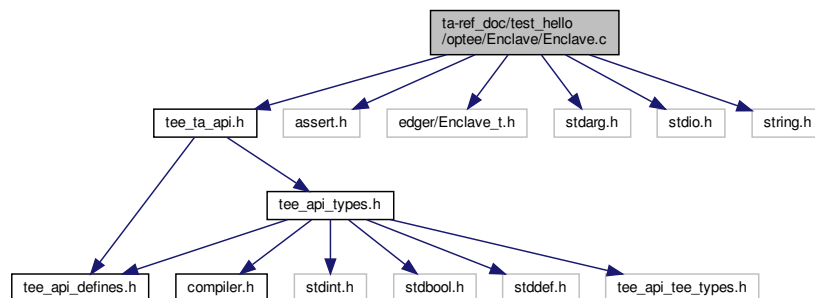 ta-ref_doc/test_hello
/optee/Enclave/Enclave.c
tee_ta_api.h
assert.h
edger/Enclave_t.h
stdarg.h
stdio.h
string.h
tee_api_types.h
tee_api_defines.h
compiler.h
stdint.h
stdbool.h
stddef.h
tee_api_tee_types.h